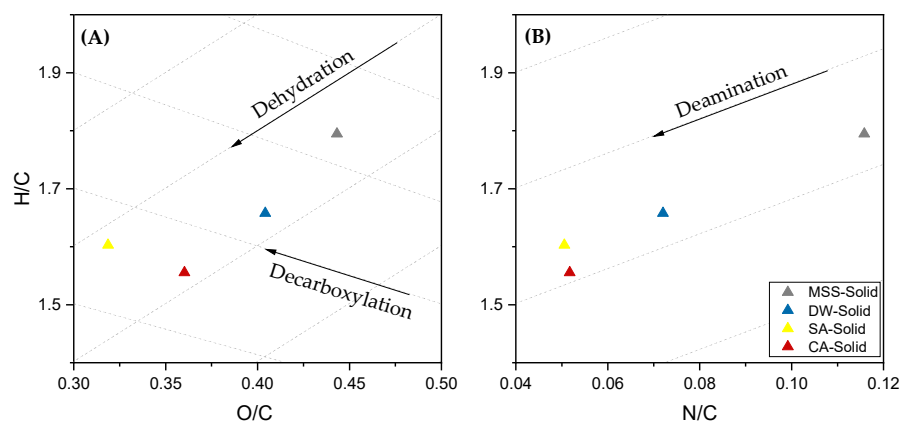 (A)
Dehydration
Decarboxylation
H/C
1.9
1.7
1.5
0.30
0.35
0.40
0.45
0.50
O/C
(B)
Deamination
1.9
1.7
1.5
MSS-Solid
DW-Solid
SA-Solid
CA-Solid
0.04
0.06
0.08
0.10
0.12
N/C